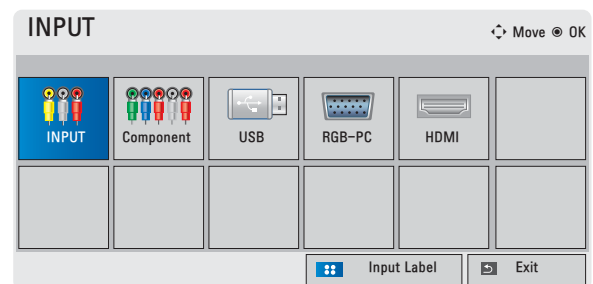 INPUT
Move OK
INPUT Component USB RGB-PC HDMI
Input Label Exit